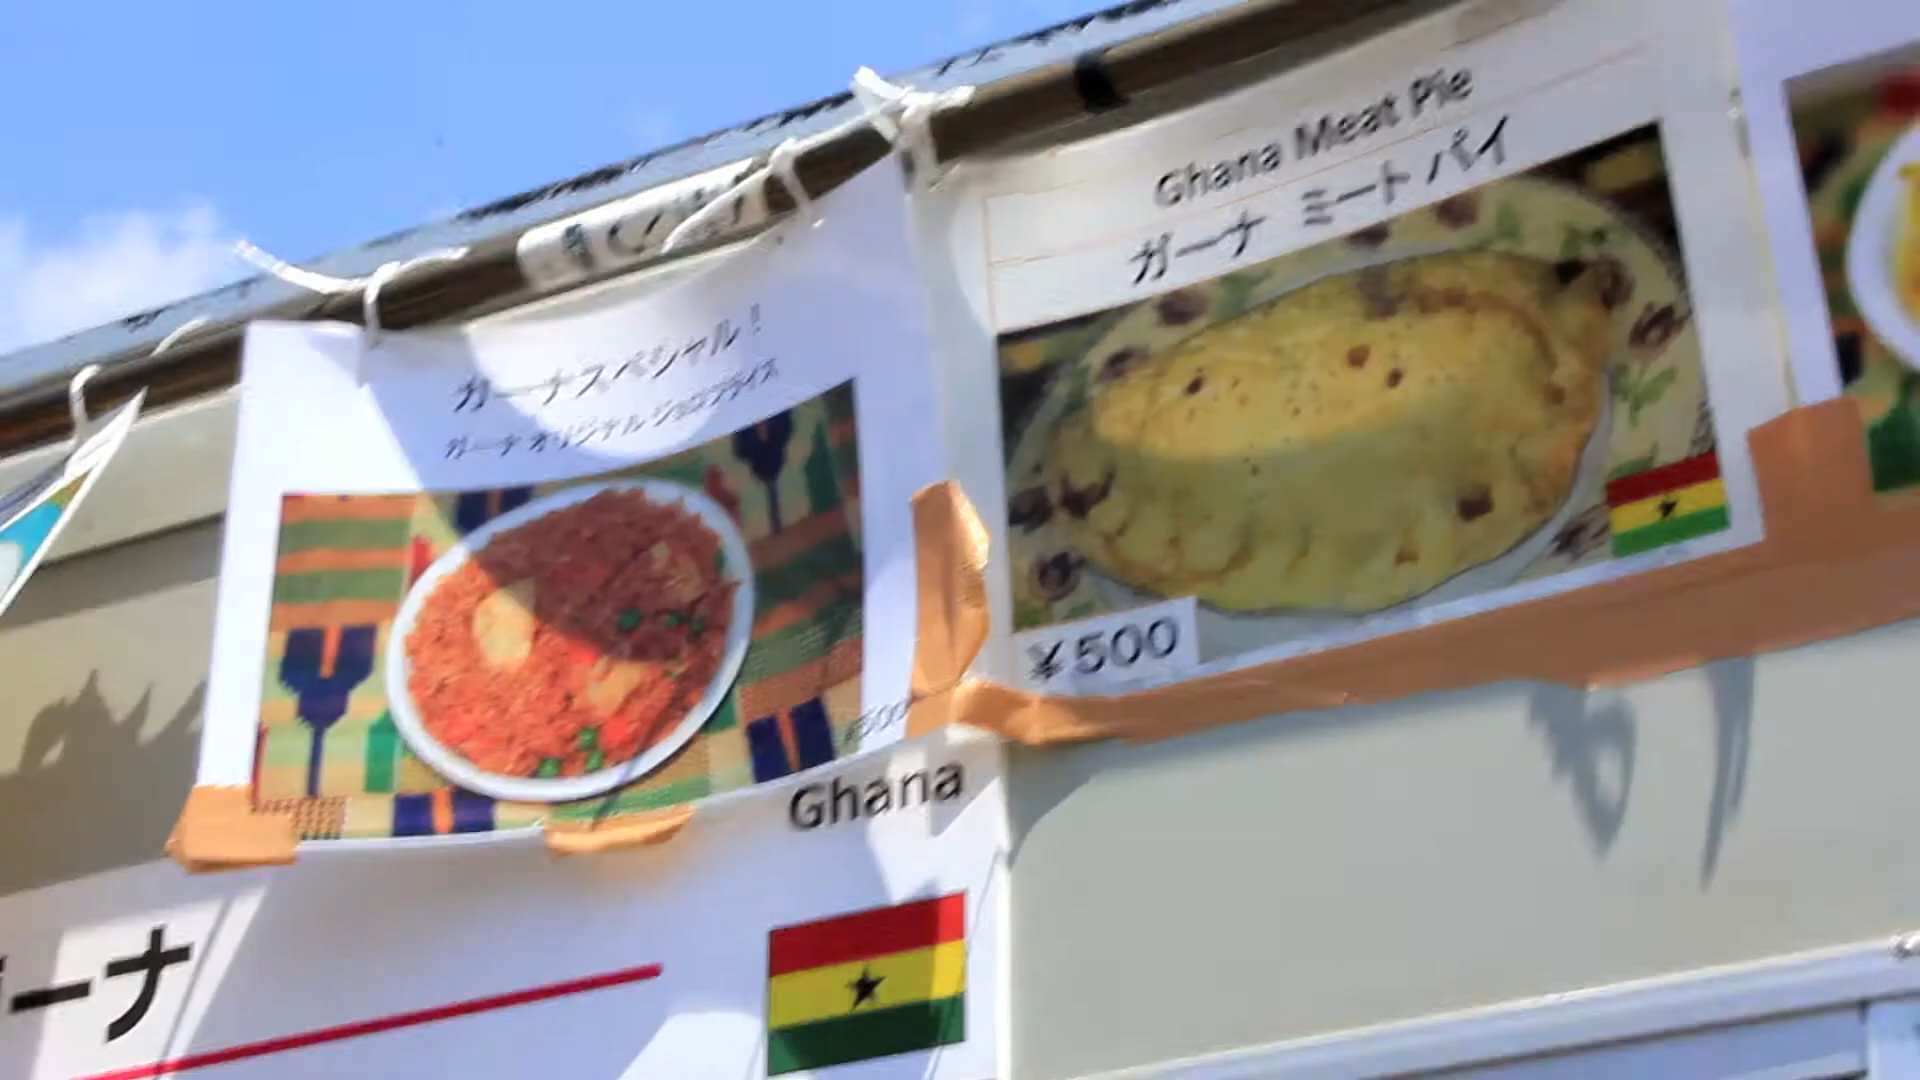 ガーナスペシャル！
ガーナ オリジナル ジョロフライス
¥500
Ghana Meat Pie
ガーナ ミート パイ
¥500
Ghana
ーナ